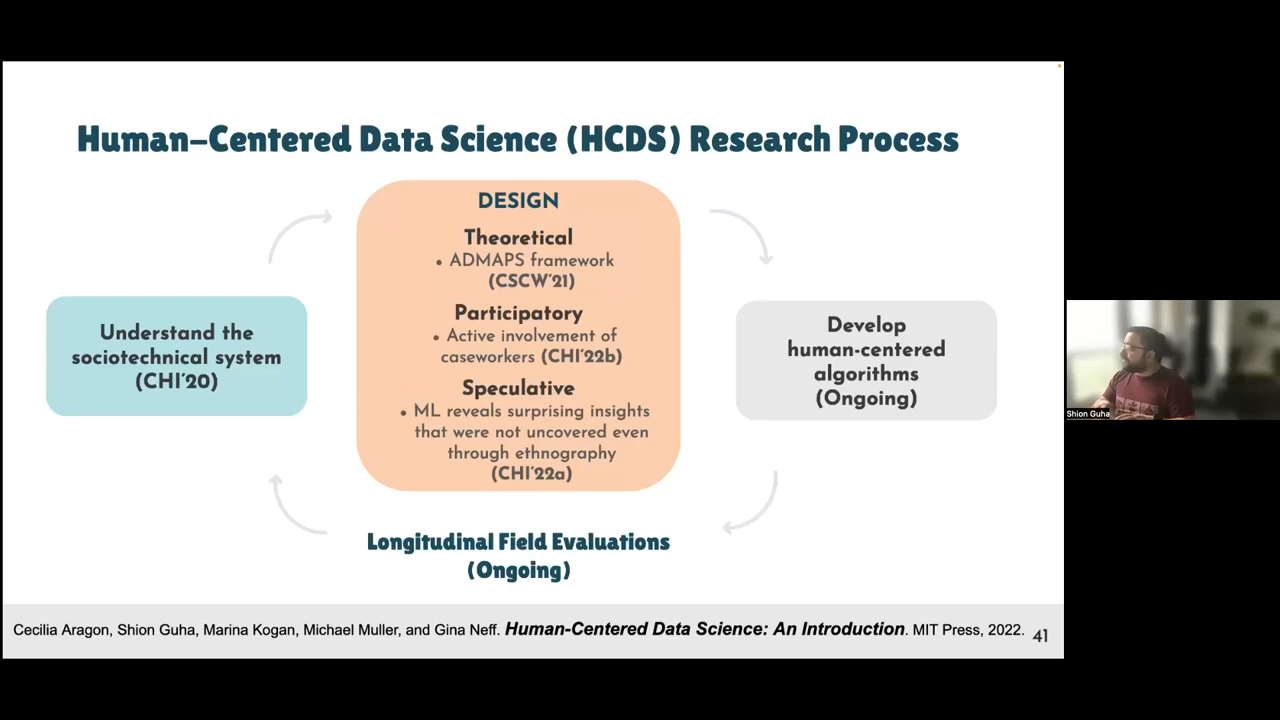 Human-Centered Data Science (HCDS) Research Process
DESIGN
Theoretical
• ADMAPS framework
(CSCW'21)
Participatory
• Active involvement of
caseworkers (CHI'22b)
Speculative
• ML reveals surprising insights
that were not uncovered even
through ethnography
(CHI'22a)
Understand the
sociotechnical system
(CHI'20)
Develop
human-centered
algorithms
(Ongoing)
Longitudinal Field Evaluations
(Ongoing)
Cecilia Aragon, Shion Guha, Marina Kogan, Michael Muller, and Gina Neff. Human-Centered Data Science: An Introduction. MIT Press, 2022.
41
Shion Guha